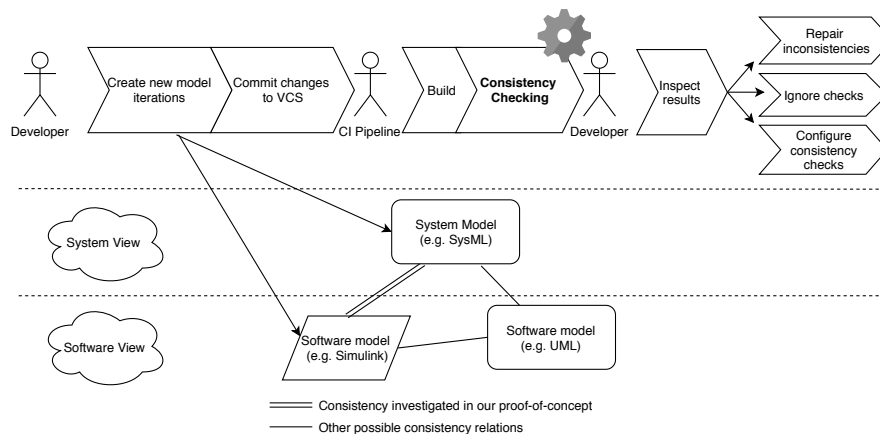 Developer
Create new model
iterations
Commit changes
to VCS
CI Pipeline
Build
Consistency
Checking
Developer
Inspect
results
Repair
inconsistencies
Ignore checks
Configure
consistency
checks
System View
System Model
(e.g. SysML)
Software View
Software model
(e.g. Simulink)
Software model
(e.g. UML)
Consistency investigated in our proof-of-concept
Other possible consistency relations